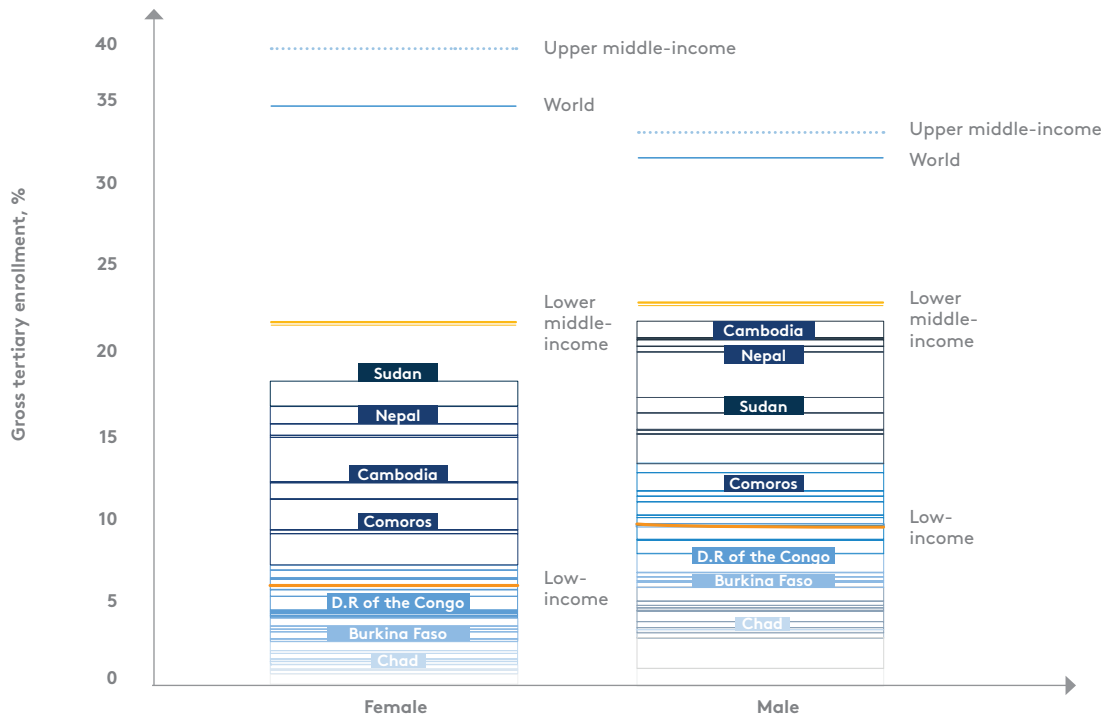 Gross tertiary enrollment, %
40
35
30
25
20
15
10
5
0
Upper middle-income
World
Lower
middle-
income
Sudan
Nepal
Cambodia
Comoros
Low-
income
D.R of the Congo
Burkina Faso
Chad
Female
Upper middle-income
World
Lower
middle-
income
Cambodia
Nepal
Sudan
Comoros
Low-
income
D.R of the Congo
Burkina Faso
Chad
Male